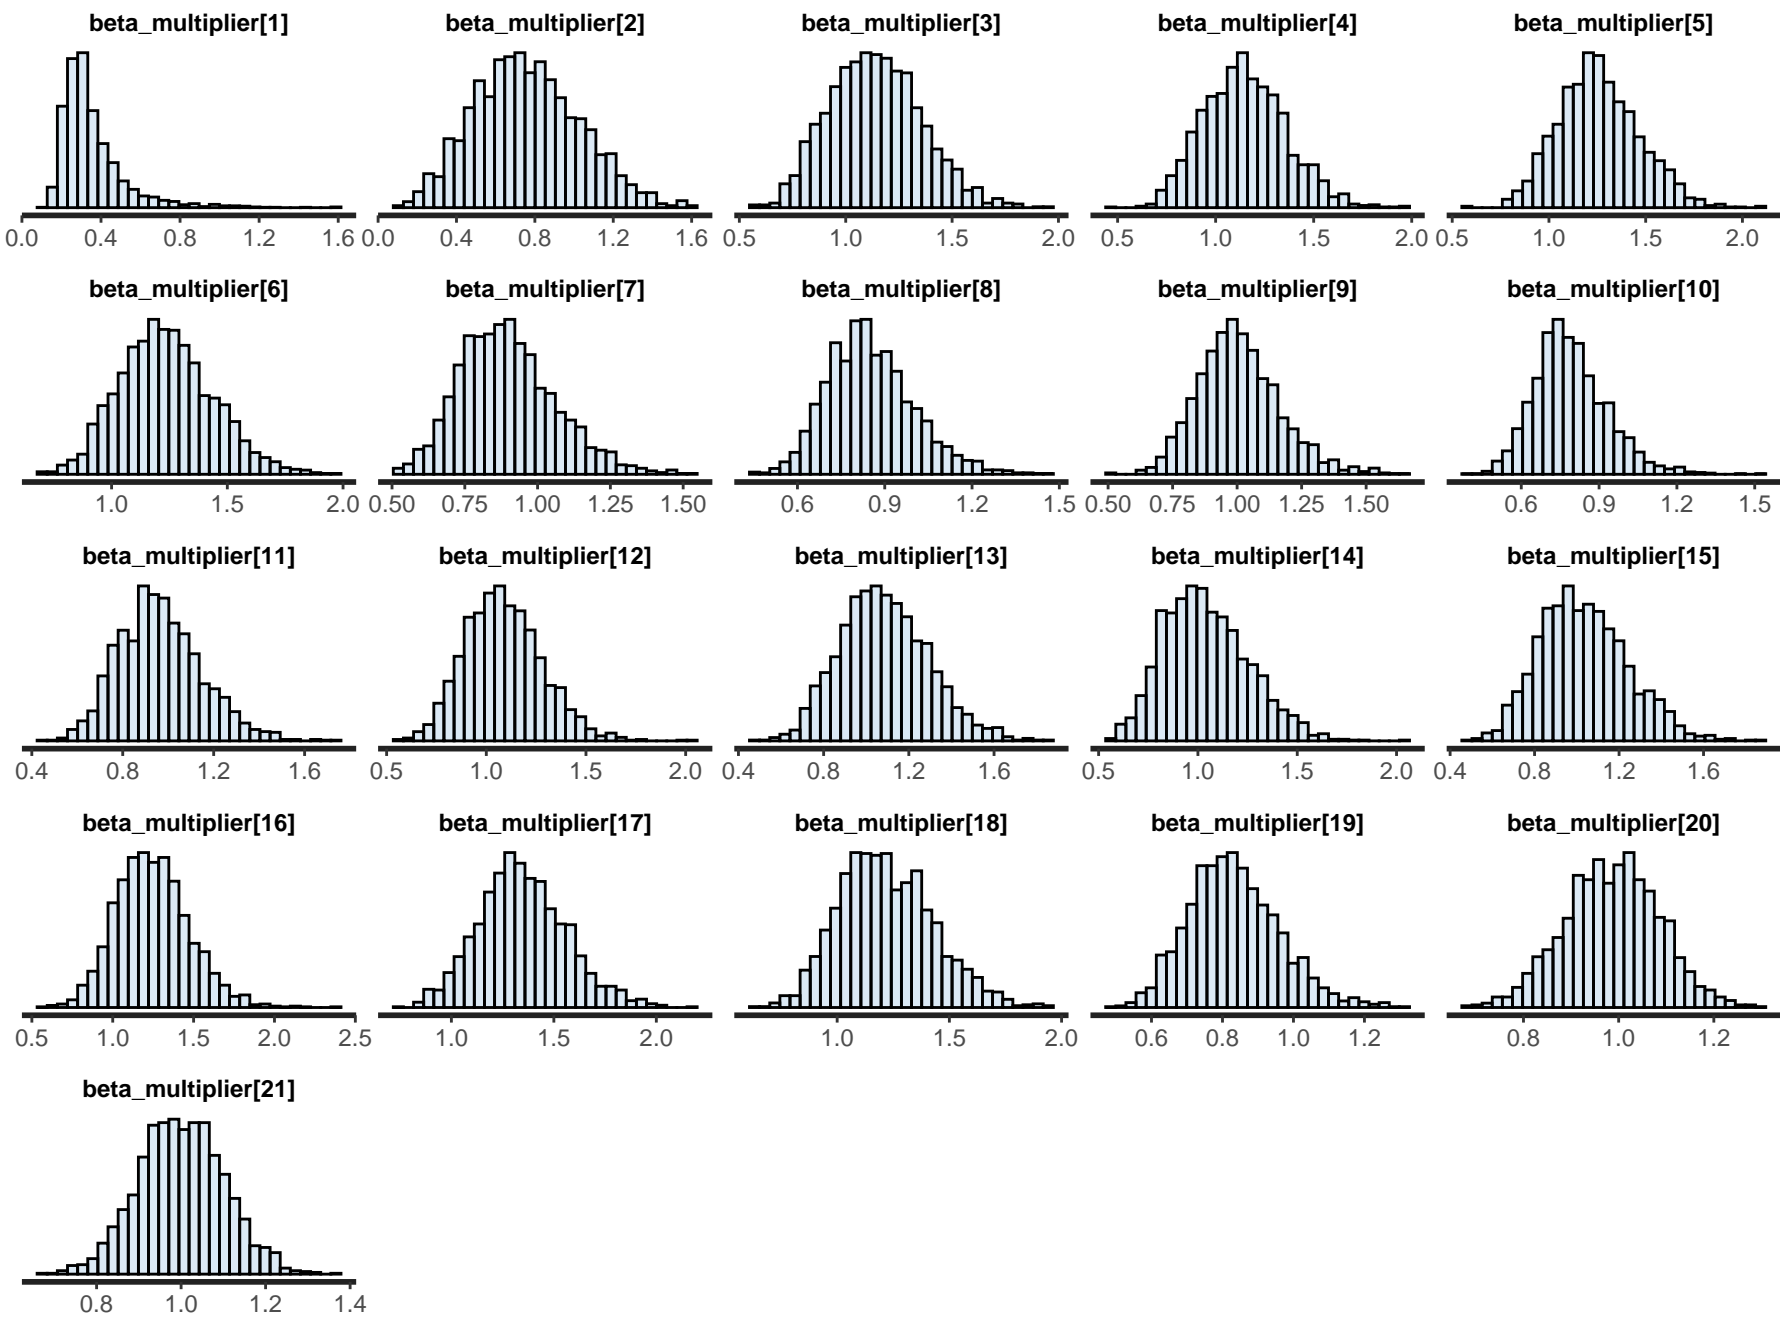 beta_multiplier[1] beta_multiplier[2] beta_multiplier[3] beta_multiplier[4] beta_multiplier[5]
0.0 0.4 0.8 1.2 1.6 0.0 0.4 0.8 1.2 1.6 0.5 1.0 1.5 2.0 0.5 1.0 1.5 2.0 0.5 1.0 1.5 2.0
beta_multiplier[6] beta_multiplier[7] beta_multiplier[8] beta_multiplier[9] beta_multiplier[10]
1.0 1.5 2.0 0.50 0.75 1.00 1.25 1.50 0.6 0.9 1.2 1.5 0.50 0.75 1.00 1.25 1.50 0.6 0.9 1.2 1.5
beta_multiplier[11] beta_multiplier[12] beta_multiplier[13] beta_multiplier[14] beta_multiplier[15]
0.4 0.8 1.2 1.6 0.5 1.0 1.5 2.0 0.4 0.8 1.2 1.6 0.5 1.0 1.5 2.0 0.4 0.8 1.2 1.6
beta_multiplier[16] beta_multiplier[17] beta_multiplier[18] beta_multiplier[19] beta_multiplier[20]
0.5 1.0 1.5 2.0 2.5 1.0 1.5 2.0 1.0 1.5 2.0 0.6 0.8 1.0 1.2 0.8 1.0 1.2
beta_multiplier[21]
0.8 1.0 1.2 1.4